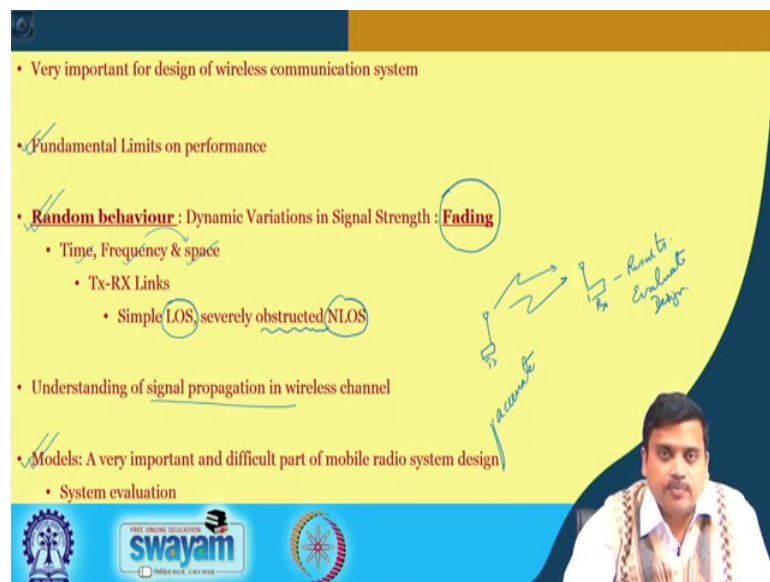 • Very important for design of wireless communication system
• Fundamental Limits on performance
• Random behaviour : Dynamic Variations in Signal Strength : Fading
• Time, Frequency & space
• Tx-RX Links
• Simple LOS, severely obstructed NLOS
Tx
Rx
– Results.
Evaluate
Design.
• Understanding of signal propagation in wireless channel
accurate
• Models: A very important and difficult part of mobile radio system design
• System evaluation
FREE ONLINE EDUCATION
swayam